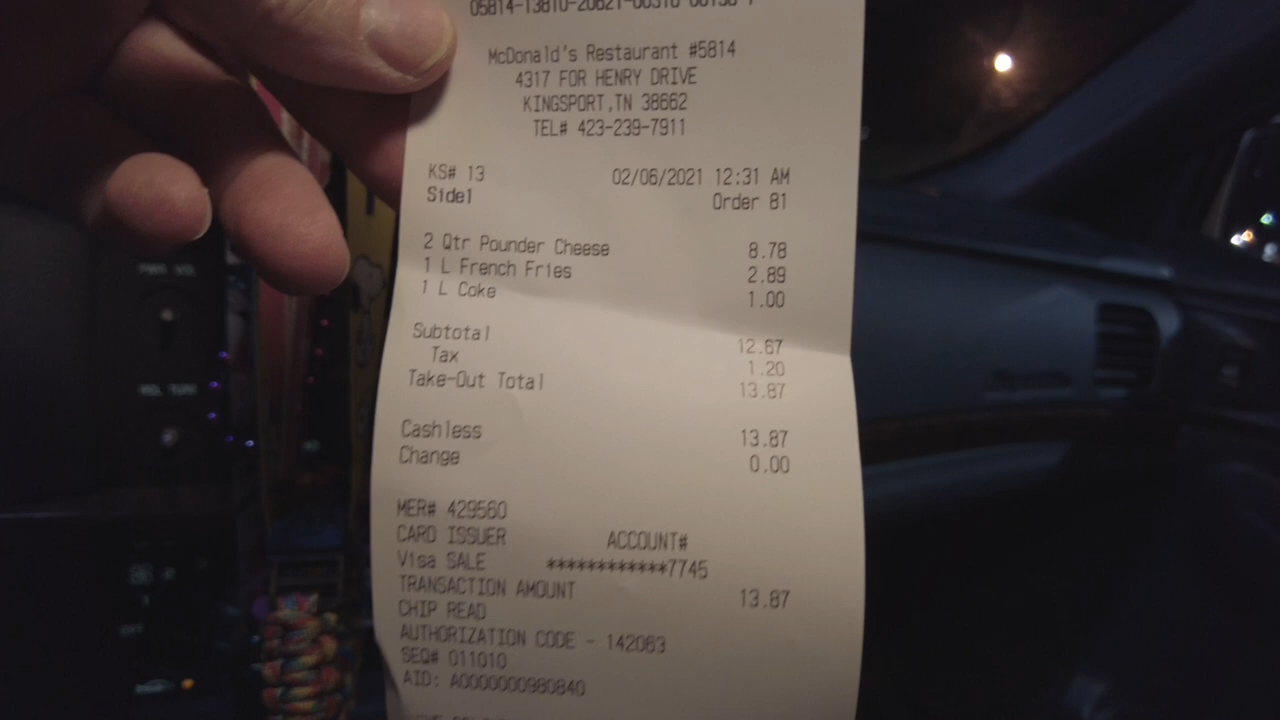 McDonald's Restaurant #5814
4317 FOR HENRY DRIVE
KINGSPORT,TN 38662
TEL# 423-239-7911
KS# 13 02/06/2021 12:31 AM
Side1 Order 81
2 Qtr Pounder Cheese 8.78
1 L French Fries 2.89
1 L Coke 1.00
Subtotal 12.67
Tax 1.20
Take-Out Total 13.87
Cashless 13.87
Change 0.00
MER# 429560
CARD ISSUER ACCOUNT#
Visa SALE ************7745
TRANSACTION AMOUNT 13.87
CHIP READ
AUTHORIZATION CODE - 142063
SEQ# 011010
AID: A0000000980840